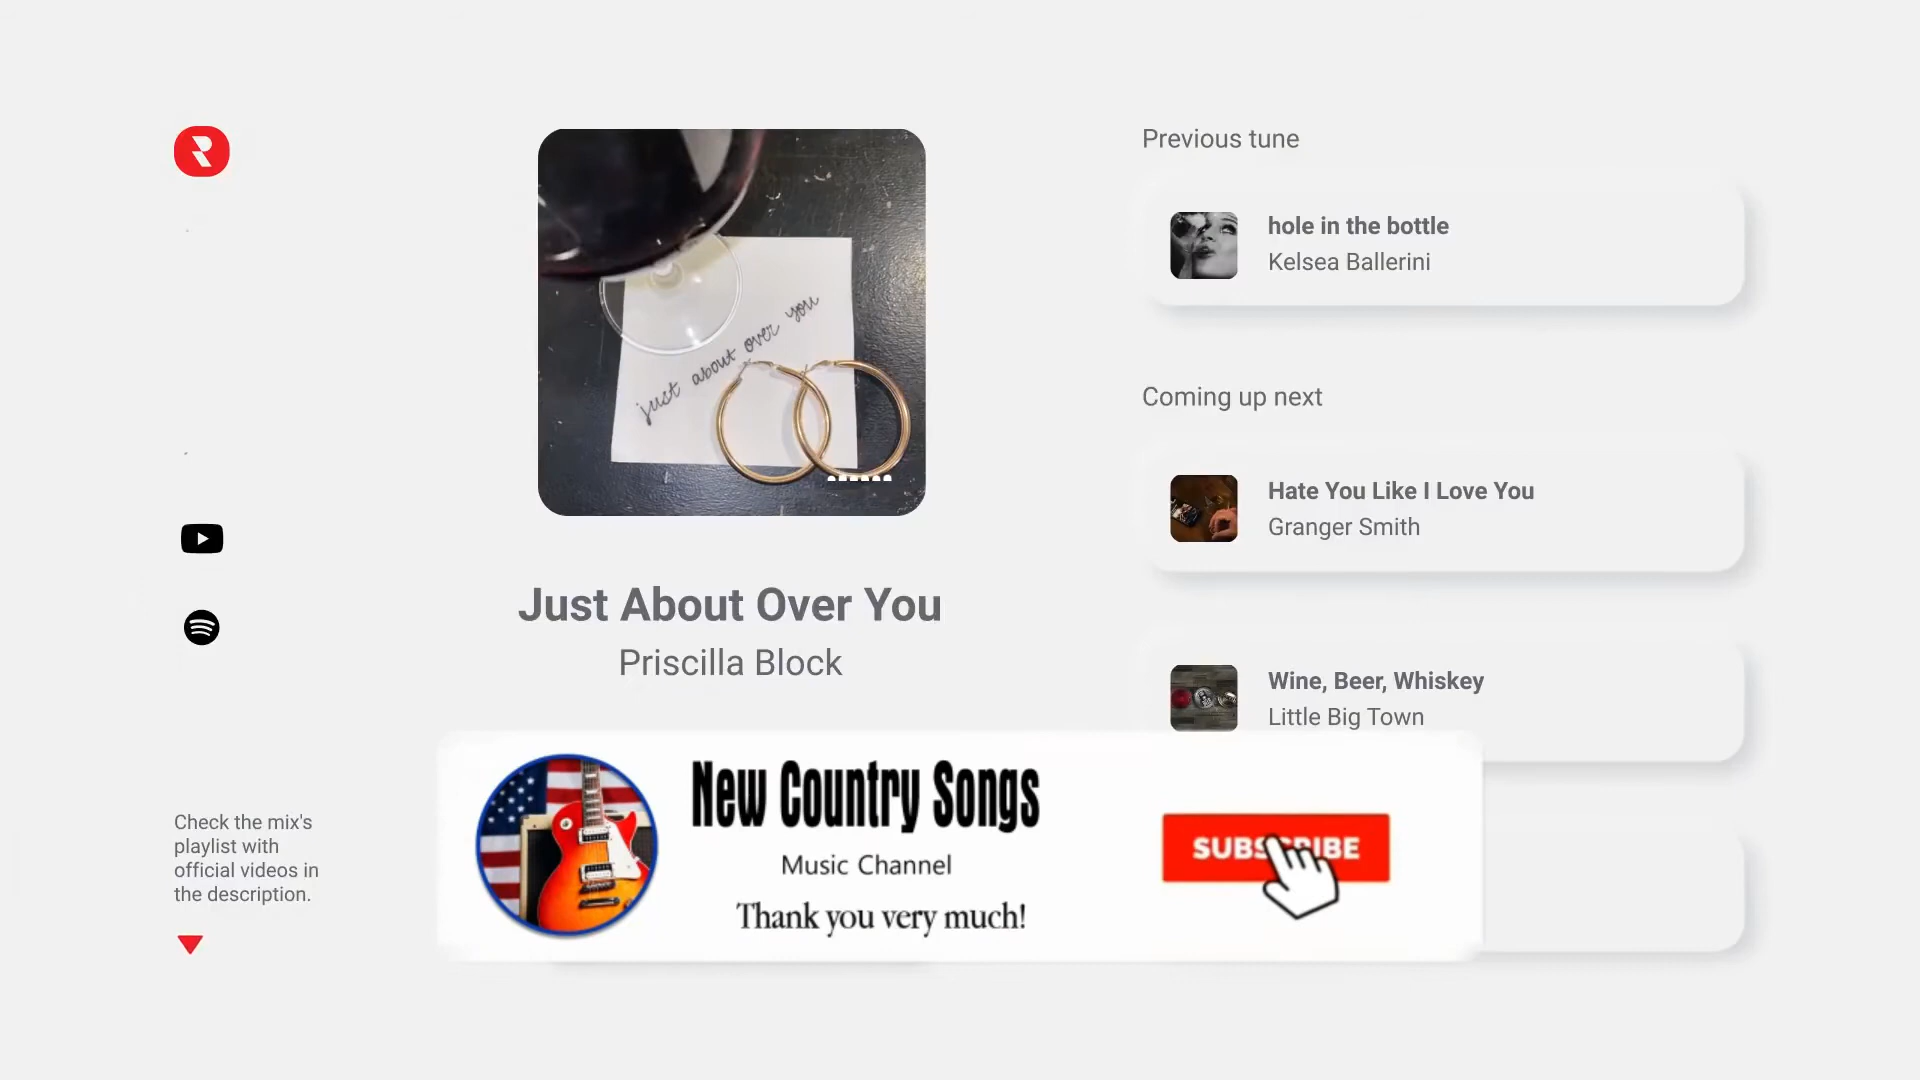 Previous tune
hole in the bottle
Kelsea Ballerini
just about over you
Coming up next
Hate You Like I Love You
Granger Smith
Just About Over You
Priscilla Block
Wine, Beer, Whiskey
Little Big Town
New Country Songs
Music Channel
Thank you very much!
SUBSCRIBE
Check the mix's
playlist with
official videos in
the description.